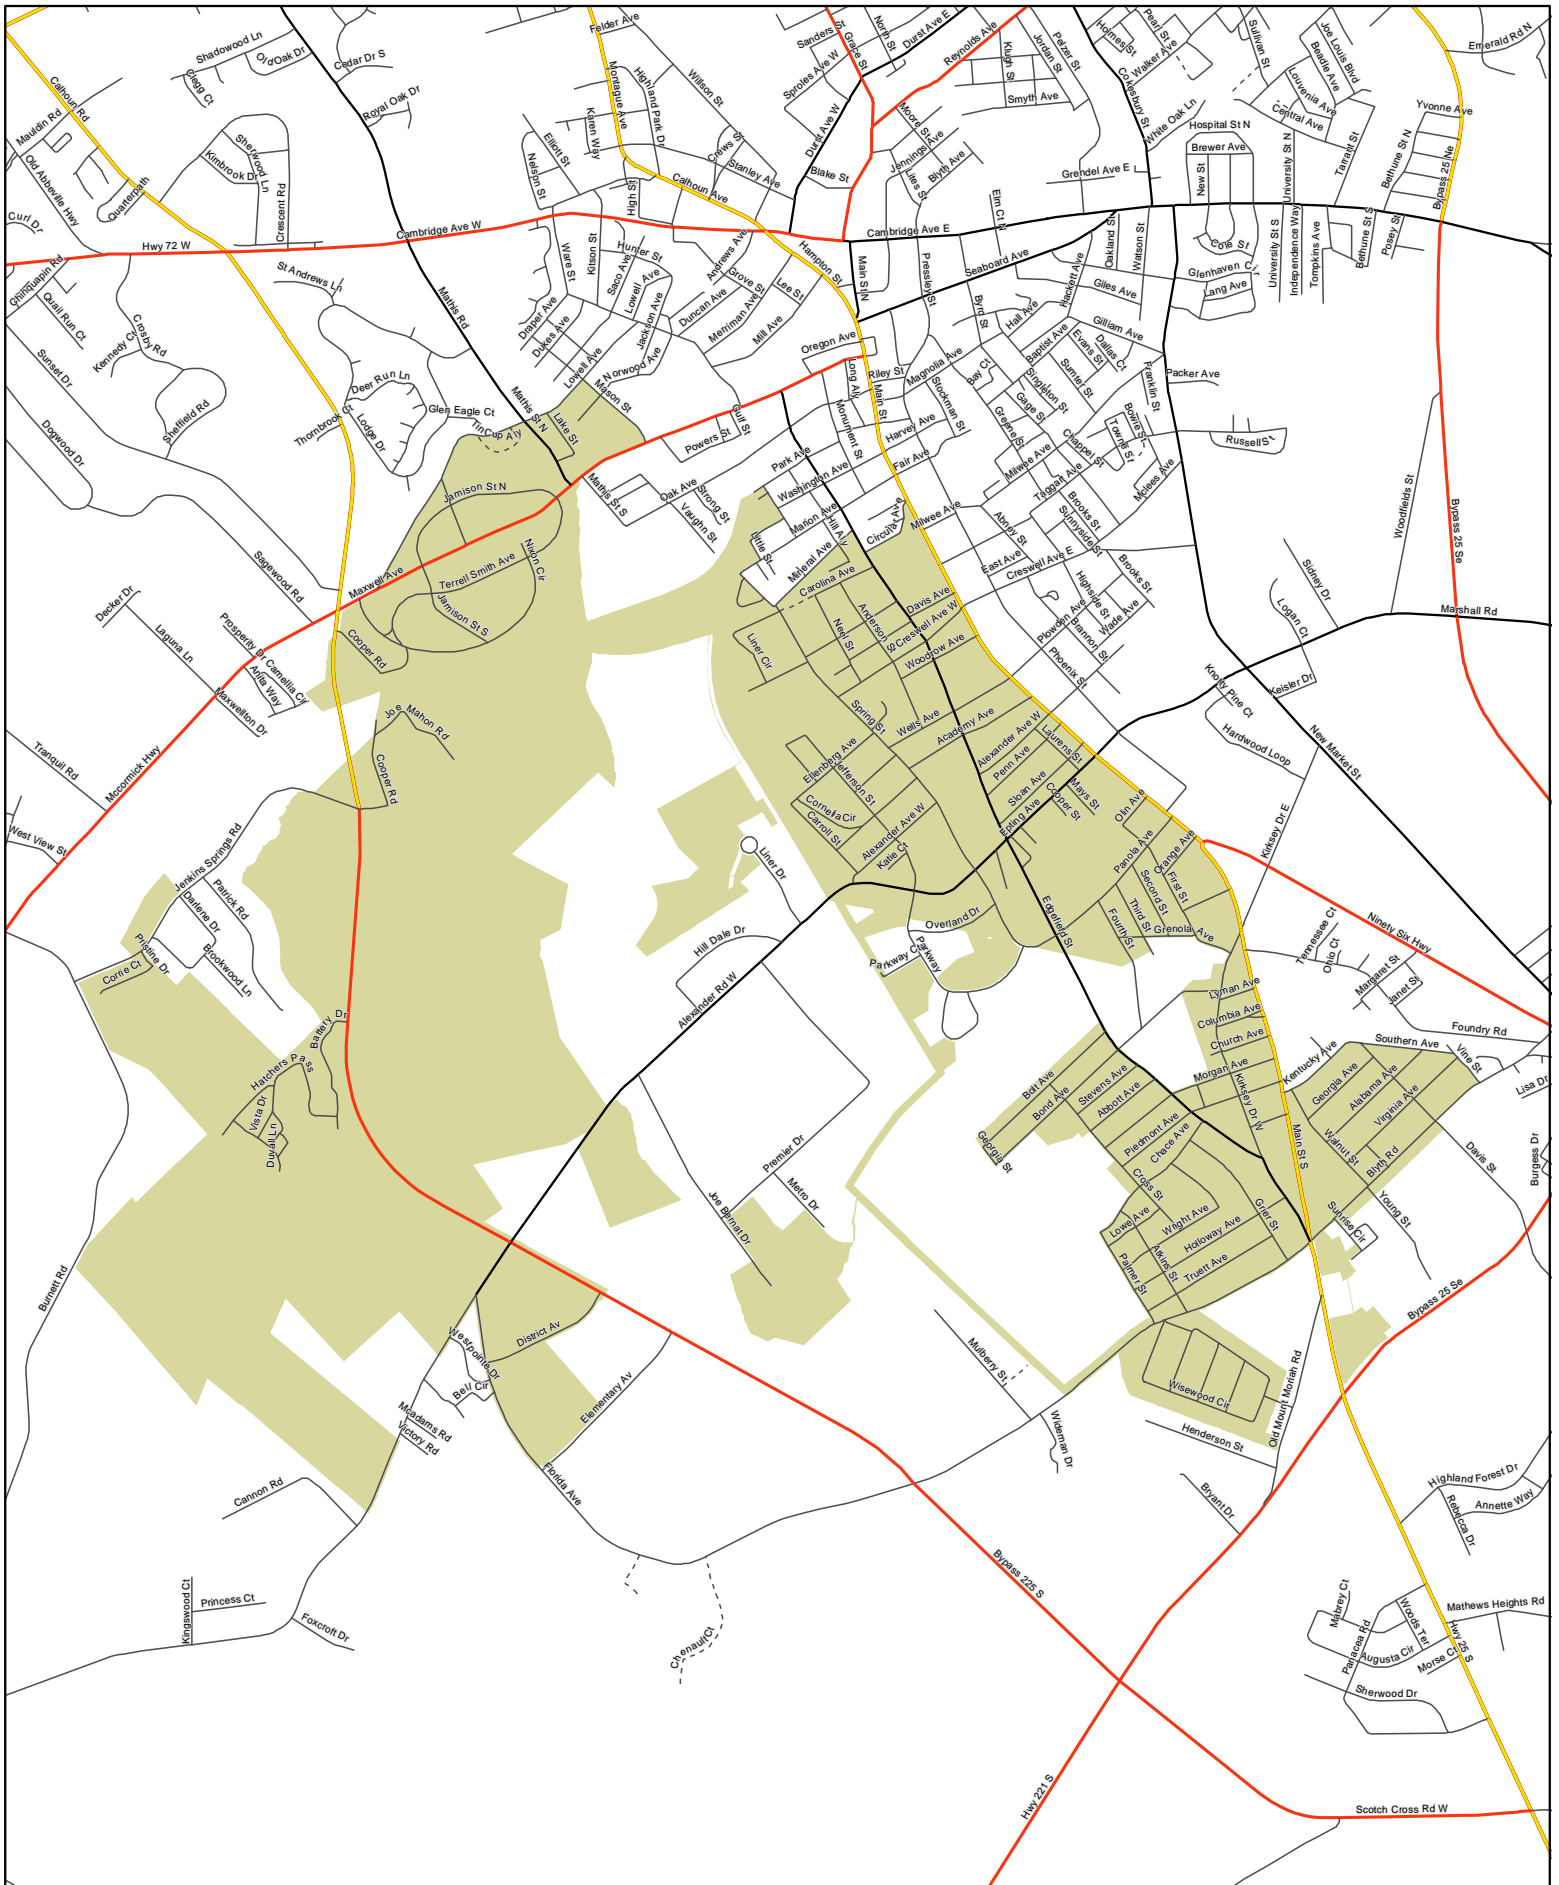 Felder Ave
Shadowood Ln
Old Oak Dr
Cedar Dr S
Clegg Ct
Royal Oak Dr
Calhoun Rd
Mauldin Rd
Old Abbeville Hwy
Sherwood Ln
Kimbrook Dr
Crescent Rd
Quarterpath
Curl Dr
Hwy 72 W
Cambridge Ave W
Montague Ave
Highland Park Dr
Willson St
Karen Way
Elliott St
Nelson St
Crews St
Stanley Ave
Calhoun Ave
High St
Sanders St
Grace St
North St
Durst Ave E
Reynolds Ave
Sproles Ave W
Durst Ave W
Blake St
Moore St
Jennings Ave
Lites St
Blyth Ave
Klugh St
Jordan St
Pelzer St
Smyth Ave
Holmes St
Pearl St
Walker Ave
Cokesbury St
White Oak Ln
Sullivan St
Joe Louis Blvd
Beadle Ave
Louvenia Ave
Central Ave
Emerald Rd N
Yvonne Ave
Hospital St N
Brewer Ave
New St
University St N
Tarrant St
Bethune St N
Bypass 25 Ne
Grendel Ave E
Elm Ct N
Cambridge Ave E
Seaboard Ave
Oakland St
Watson St
Cole St
Glenhaven Ct
Lang Ave
University St S
Independence Way
Tompkins Ave
Bethune St S
Posey St
Chinquapin Rd
Quail Run Ct
Kennedy Ct
Crosby Rd
Sunset Dr
Sheffield Rd
Dogwood Dr
St Andrews Ln
Mathis Rd
Deer Run Ln
Thornbrook Ct
Lodge Dr
Glen Eagle Ct
Tin Cup Aly
Mathis St N
Lake St
Ware St
Kitson St
Hunter St
Saco Ave
Lowell Ave
Jackson Ave
Draper Ave
Dukes Ave
Lowell Ave
Norwood Ave
Mason St
Andrews Ave
Grove St
Lee St
Duncan Ave
Merriman Ave
Mill Ave
Hampton St
Main St N
Pressley St
Byrd St
Hall Ave
Hackett Ave
Giles Ave
Gilliam Ave
Baptist Ave
Evans St
Dallas Ct
Sumter St
Singleton St
Gage St
Franklin St
Packer Ave
Oregon Ave
Long Aly
Riley St
Magnolia Ave
Bay Ct
Stockman St
Greene St
Main St
Monument St
Harvey Ave
Fair Ave
Milwee Ave
Chappel St
Towne St
Bowie St
Russell St
Taggart Ave
Mclees Ave
Brooks St
Sunnyside St
Gulf St
Powers St
Park Ave
Washington Ave
Oak Ave
Strong St
Vaughn St
Mathis St S
Marion Ave
Hill Aly
Little St
Mineral Ave
Circular Ave
Milwee Ave
Abney St
East Ave
Creswell Ave E
Brooks St
Highside St
Wade Ave
Plowden Ave
Brannon St
Phoenix St
Woodfields St
Bypass 25 Se
Marshall Rd
Sidney Dr
Logan Ct
Keisler Dr
Knotty Pine Ct
Hardwood Loop
New Market St
Kirksey Dr E
Jamison St N
Maxwell Ave
Terrell Smith Ave
Nixon Cir
Jamison St S
Cooper Rd
Sagewood Rd
Decker Dr
Laguna Ln
Prosperity Dr
Camellia Cir
Anita Way
Maxwellton Dr
Tranquil Rd
Mccormick Hwy
West View St
Joe Mahon Rd
Cooper Rd
Jenkins Springs Rd
Patrick Rd
Darlene Dr
Brookwood Ln
Pristine Dr
Corrie Ct
Battery Dr
Hatchers Pass
Vista Dr
Duvall Ln
Burnett Rd
Carolina Ave
Davis Ave
Anderson St
Creswell Ave W
Neel St
Woodrow Ave
Liner Cir
Spring St
Wells Ave
Academy Ave
Alexander Ave W
Laurens St
Penn Ave
Sloan Ave
Cooper St
Mays St
Epting Ave
Ellenberg Ave
Jefferson St
Cornelia Cir
Carroll St
Alexander Ave W
Katie Ct
Liner Dr
Olin Ave
Panola Ave
Orange Ave
First St
Second St
Third St
Fourth St
Grenola Ave
Edgefield St
Overland Dr
Parkway Ct
Parkway
Hill Dale Dr
Alexander Rd W
Tennessee Ct
Ohio Ct
Ninety Six Hwy
Margaret St
Janet St
Foundry Rd
Lyman Ave
Columbia Ave
Church Ave
Morgan Ave
Kirksey Dr W
Kentucky Ave
Southern Ave
Vine St
Georgia Ave
Alabama Ave
Virginia Ave
Lisa Dr
Burgess Dr
Walnut St
Blyth Rd
Davis St
Young St
Sunrise Cir
Main St S
Bolt Ave
Bond Ave
Stevens Ave
Abbott Ave
Georgia St
Piedmont Ave
Chace Ave
Cross St
Wright Ave
Lowe Ave
Holloway Ave
Grier St
Atkins St
Truett Ave
Palmer St
Premier Dr
Metro Dr
Joe Bernat Dr
Bypass 25 Se
Mulberry St
Wideman Dr
Wisewood Cir
Henderson St
Old Mount Moriah Rd
Bryant Dr
Westpointe Dr
District Av
Bell Cir
Elementary Av
Mcadams Rd
Victory Rd
Florida Ave
Cannon Rd
Kingswood Ct
Princess Ct
Foxcroft Dr
Chenault Ct
Bypass 225 S
Highland Forest Dr
Annette Way
Rebecca Dr
Mabrey Ct
Woods Ter
Mathews Heights Rd
Panacea Rd
Augusta Cir
Morse Ct
Hwy 25 S
Sherwood Dr
Hwy 221 S
Scotch Cross Rd W